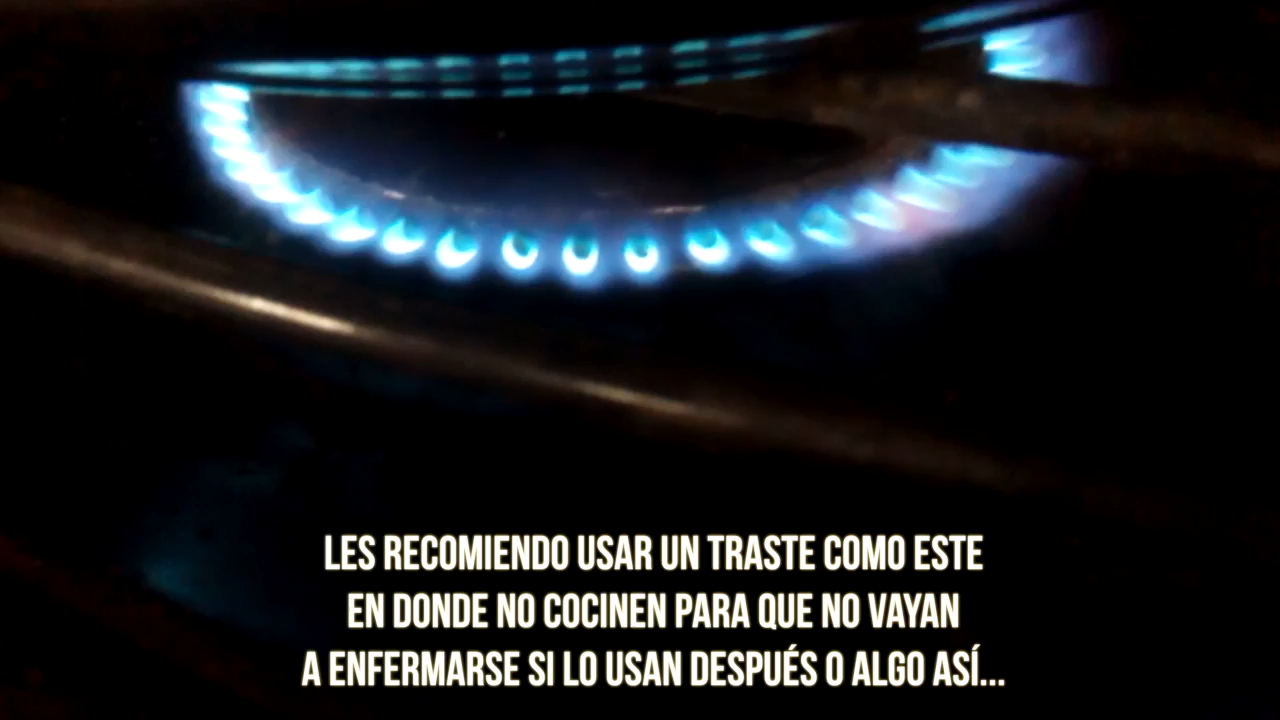 LES RECOMIENDO USAR UN TRASTE COMO ESTE
EN DONDE NO COCINEN PARA QUE NO VAYAN
A ENFERMARSE SI LO USAN DESPUÉS O ALGO ASÍ...